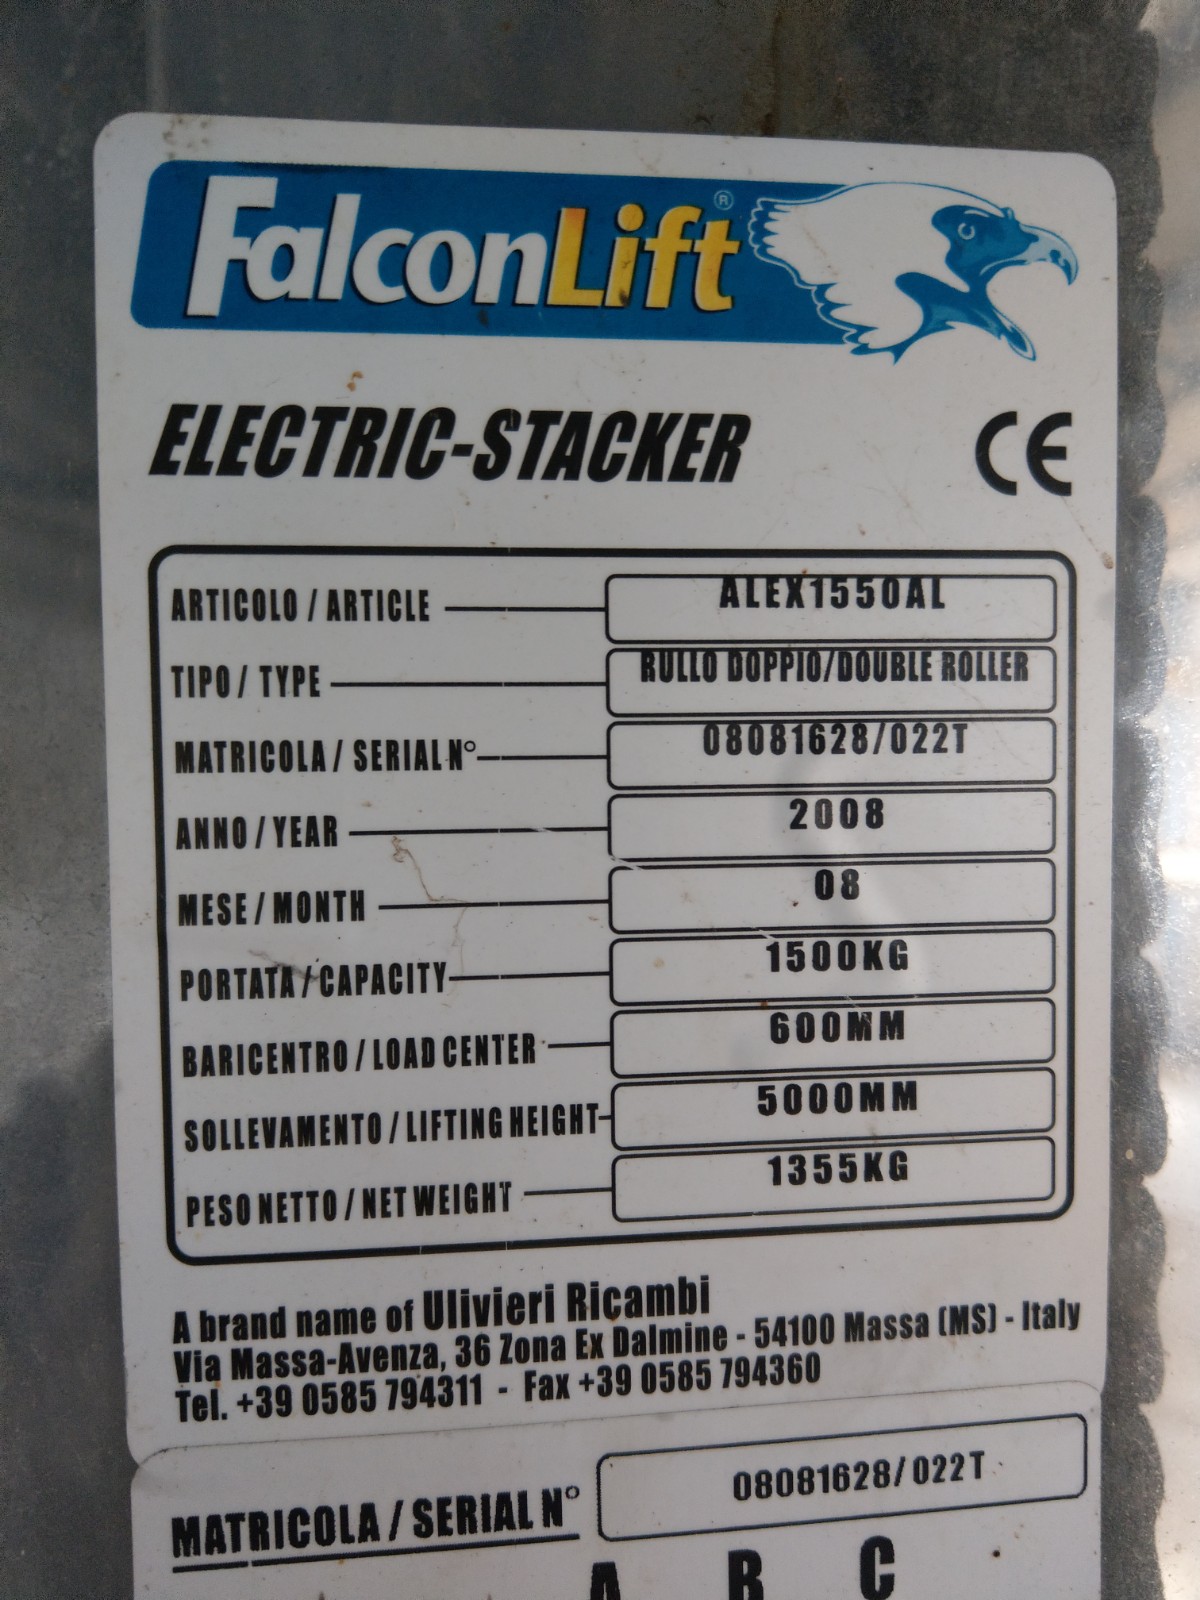 FalconLift®
ELECTRIC-STACKER CE
ARTICOLO / ARTICLE ALEX1550AL
TIPO / TYPE RULLO DOPPIO/DOUBLE ROLLER
MATRICOLA / SERIAL N° 08081628/022T
ANNO / YEAR 2008
MESE / MONTH 08
PORTATA / CAPACITY 1500KG
BARICENTRO / LOAD CENTER 600MM
SOLLEVAMENTO / LIFTING HEIGHT 5000MM
PESO NETTO / NET WEIGHT 1355KG
A brand name of Ulivieri Ricambi
Via Massa-Avenza, 36 Zona Ex Dalmine - 54100 Massa (MS) - Italy
Tel. +39 0585 794311 - Fax +39 0585 794360
MATRICOLA / SERIAL N° 08081628/022T
A B C